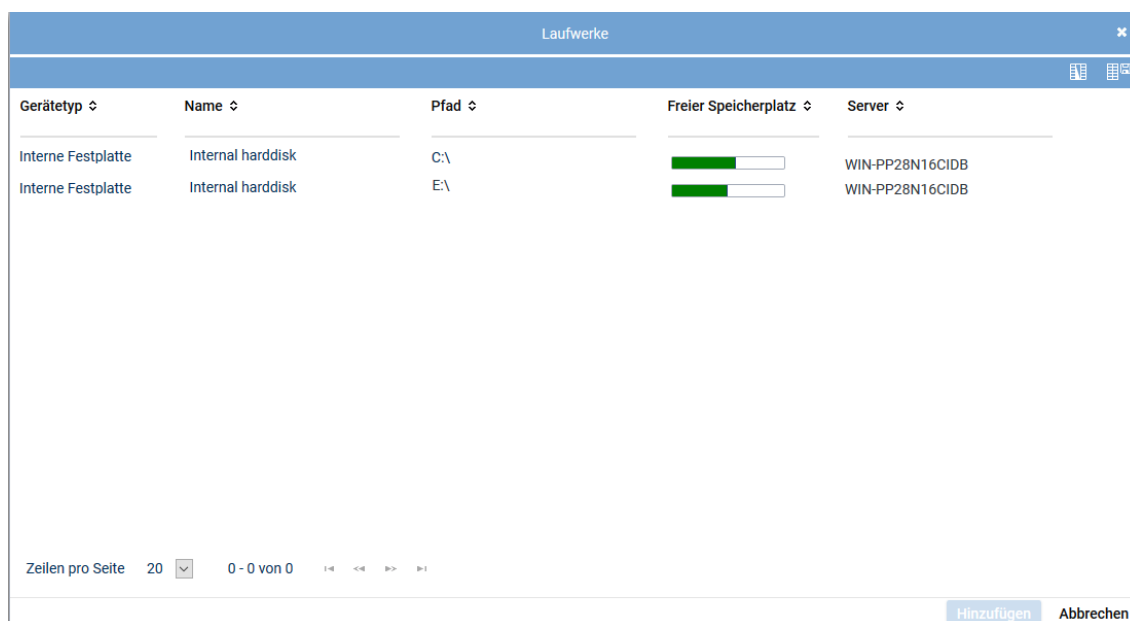 Laufwerke
Gerätetyp Name Pfad Freier Speicherplatz Server
Interne Festplatte Internal harddisk C:\ WIN-PP28N16CIDB
Interne Festplatte Internal harddisk E:\ WIN-PP28N16CIDB
Zeilen pro Seite 20 0 - 0 von 0
Hinzufügen Abbrechen